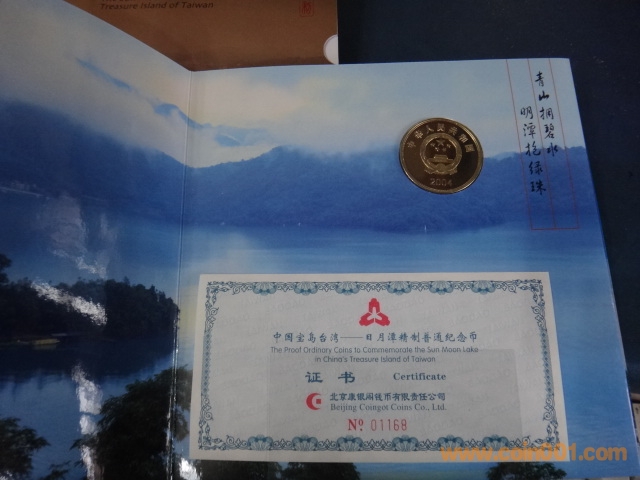 Treasure Island of Taiwan
青山拥碧水
明潭抱绿珠
中华人民共和国
2004
中国宝岛台湾——日月潭精制普通纪念币
The Proof Ordinary Coins to Commemorate the Sun Moon Lake
in China's Treasure Island of Taiwan
证书 Certificate
北京康银阁钱币有限责任公司
Beijing Coingot Coins Co., Ltd.
No 01168
www.coin001.com